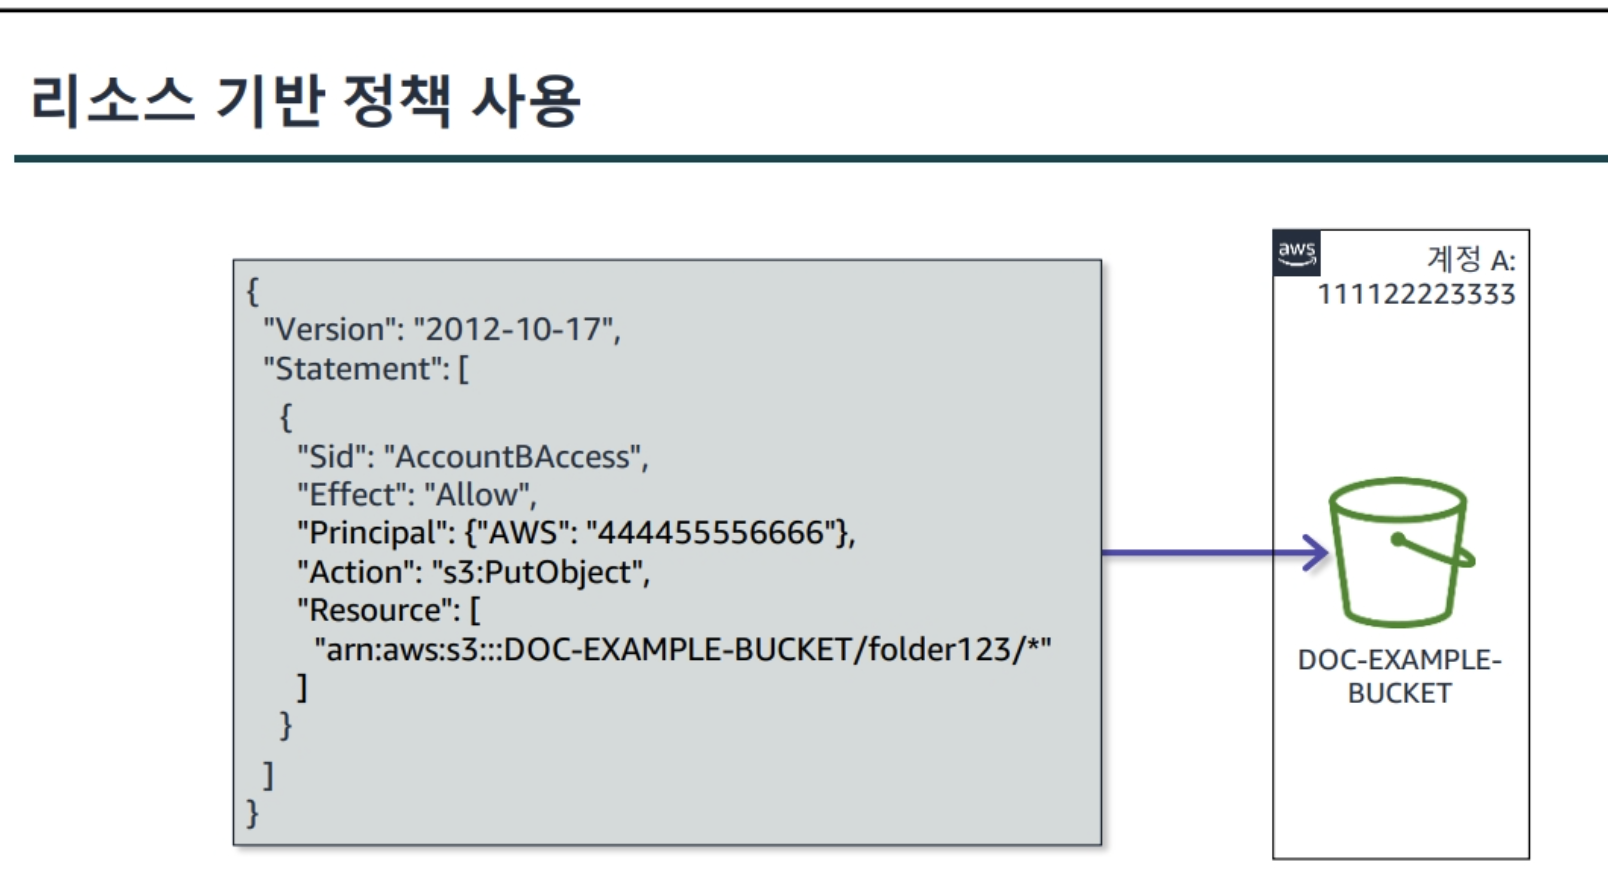 리소스 기반 정책 사용
{
"Version": "2012-10-17",
"Statement": [
{
"Sid": "AccountBAccess",
"Effect": "Allow",
"Principal": {"AWS": "444455556666"},
"Action": "s3:PutObject",
"Resource": [
"arn:aws:s3:::DOC-EXAMPLE-BUCKET/folder123/*"
]
}
]
}
aws
계정 A:
111122223333
DOC-EXAMPLE-
BUCKET